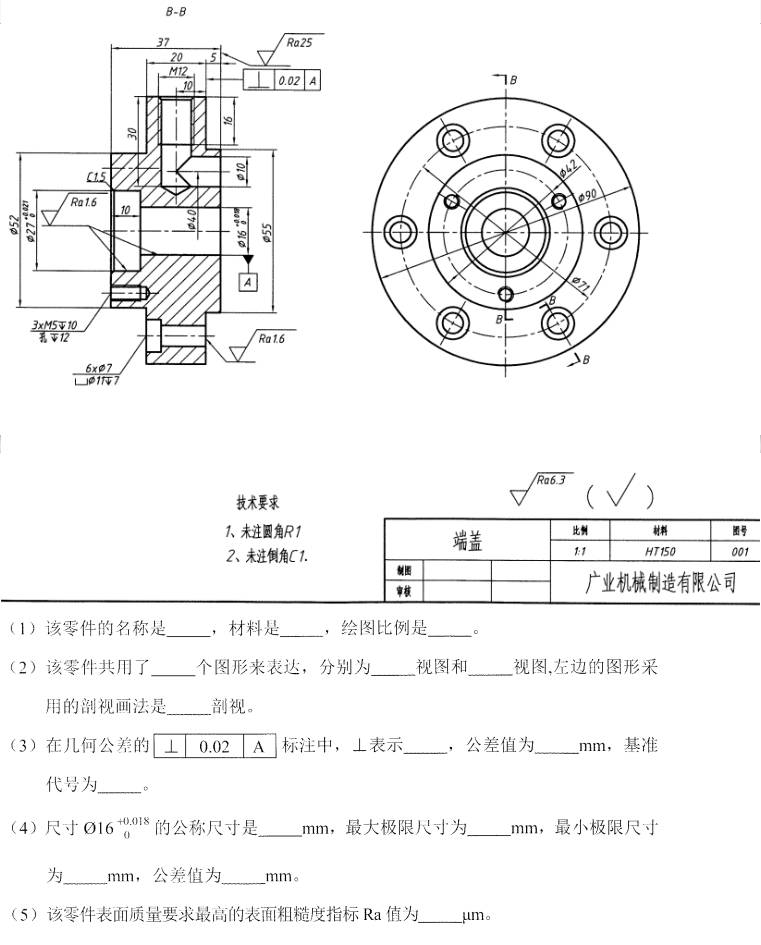 B-B
37
Ra25
20
5
M12
⊥ 0.02 A
10
30
16
C1.5
Ø10
Ra1.6
10
Ø52
Ø27 +0.021 0
Ø40
Ø16 +0.018 0
Ø55
A
3xM5↧10
孔↧12
Ra1.6
6xØ7
⌴Ø11↧7
B
Ø42
Ø90
Ø71
B
B
B
Ra6.3
(√)
技术要求
1、未注圆角R1
2、未注倒角C1.
端盖
比例 材料 图号
1:1 HT150 001
制图
审核
广业机械制造有限公司
(1) 该零件的名称是_____,材料是_____,绘图比例是_____。
(2) 该零件共用了_____个图形来表达,分别为_____视图和_____视图,左边的图形采
用的剖视画法是_____剖视。
(3) 在几何公差的 ⊥ 0.02 A 标注中,⊥表示_____,公差值为_____mm,基准
代号为_____。
(4) 尺寸 Ø16 +0.018 0 的公称尺寸是_____mm,最大极限尺寸为_____mm,最小极限尺寸
为_____mm,公差值为_____mm。
(5) 该零件表面质量要求最高的表面粗糙度指标 Ra 值为_____μm。